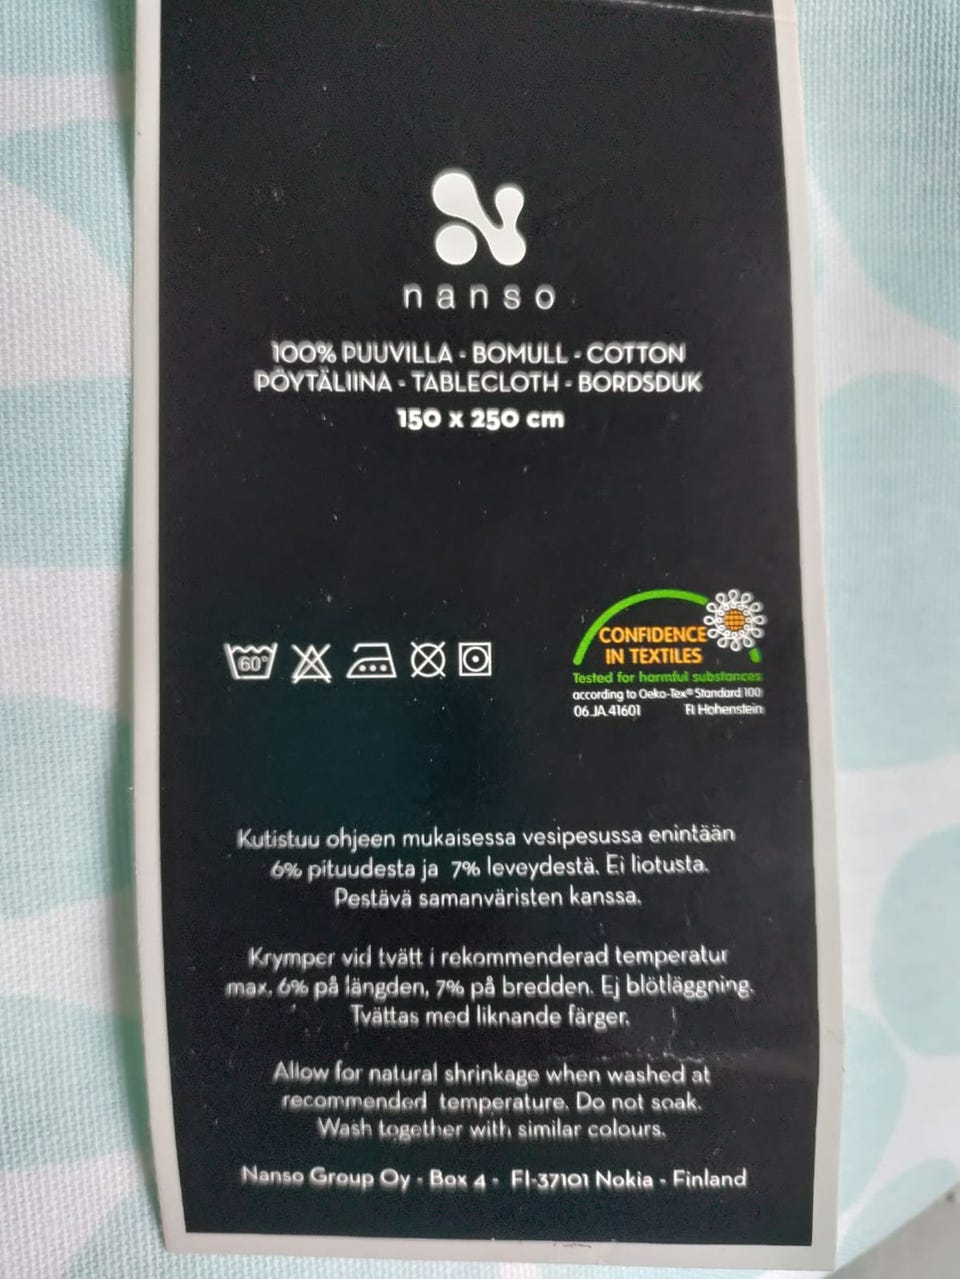 nanso
100% PUUVILLA - BOMULL - COTTON
PÖYTÄLIINA - TABLECLOTH - BORDSDUK
150 x 250 cm
60°
CONFIDENCE
IN TEXTILES
Tested for harmful substances
according to Oeko-Tex® Standard 100
06.JA.41601 FI Hohenstein
Kutistuu ohjeen mukaisessa vesipesussa enintään
6% pituudesta ja 7% leveydestä. Ei liotusta.
Pestävä samanväristen kanssa.
Krymper vid tvätt i rekommenderad temperatur
max. 6% på längden, 7% på bredden. Ej blötläggning.
Tvättas med liknande färger.
Allow for natural shrinkage when washed at
recommended temperature. Do not soak.
Wash together with similar colours.
Nanso Group Oy - Box 4 - FI-37101 Nokia - Finland